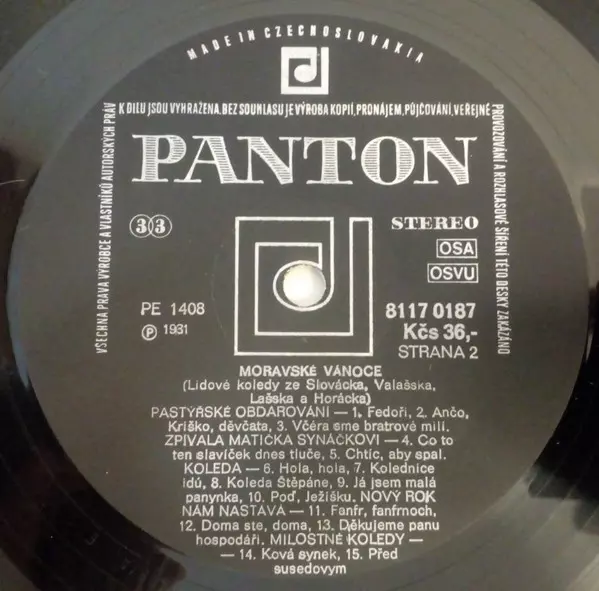 MADE IN CZECHOSLOVAKIA
VŠECHNA PRÁVA VÝROBCE A VLASTNÍKŮ AUTORSKÝCH PRÁV
K DÍLU JSOU VYHRAŽENA. BEZ SOUHLASU JE VÝROBA KOPIÍ, PRONÁJEM, PŮJČOVÁNÍ, VEŘEJNÉ
PROVOZOVÁNÍ A ROZHLASOVÉ ŠÍŘENÍ TÉTO DESKY ZAKÁZÁNO
PANTON
33
STEREO
OSA
OSVU
PE 1408
8117 0187
Ⓟ 1981
Kčs 36,-
STRANA 2
MORAVSKÉ VÁNOCE
(Lidové koledy ze Slovácka, Valašska,
Lašska a Horácka)
PASTÝŘSKÉ OBDAROVÁNÍ — 1. Fedoři, 2. Ančo,
Kriško, děvčata, 3. Včéra sme bratrové milí.
ZPÍVALA MATIČKA SYNÁČKOVI — 4. Co to
ten slavíček dnes tluče, 5. Chtíc, aby spal.
KOLEDA — 6. Hola, hola, 7. Kolednice
idú, 8. Koleda Štěpáne, 9. Já jsem malá
panynka, 10. Poď, Ježíšku. NOVÝ ROK
NÁM NASTÁVÁ — 11. Fanfr, fanfrnoch,
12. Doma ste, doma, 13. Děkujeme panu
hospodáři. MILOSTNÉ KOLEDY —
— 14. Ková synek, 15. Před
susedovým